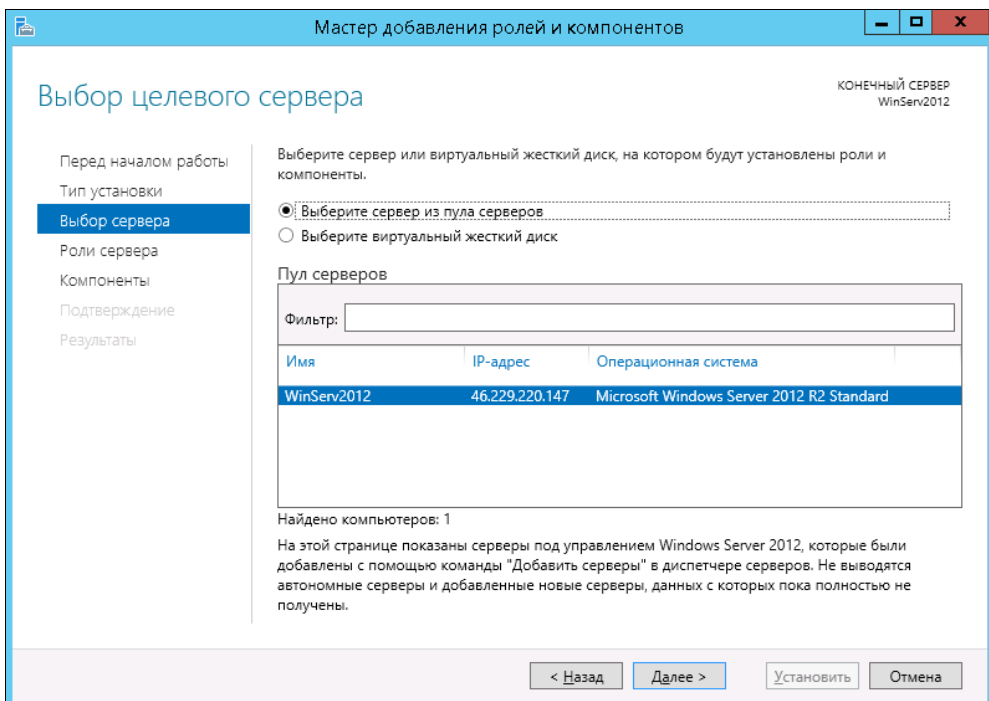 Мастер добавления ролей и компонентов
Выбор целевого сервера
КОНЕЧНЫЙ СЕРВЕР
WinServ2012
Перед началом работы
Тип установки
Выбор сервера
Роли сервера
Компоненты
Подтверждение
Результаты
Выберите сервер или виртуальный жесткий диск, на котором будут установлены роли и
компоненты.
Выберите сервер из пула серверов
Выберите виртуальный жесткий диск
Пул серверов
Фильтр:
Имя IP-адрес Операционная система
WinServ2012 46.229.220.147 Microsoft Windows Server 2012 R2 Standard
Найдено компьютеров: 1
На этой странице показаны серверы под управлением Windows Server 2012, которые были
добавлены с помощью команды "Добавить серверы" в диспетчере серверов. Не выводятся
автономные серверы и добавленные новые серверы, данных с которых пока полностью не
получены.
< Назад Далее > Установить Отмена